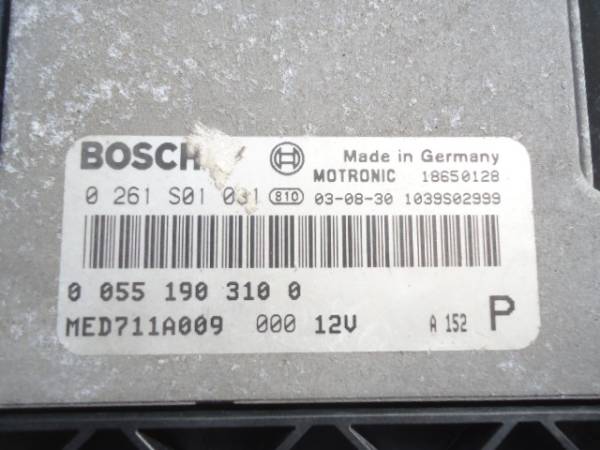 BOSCH
Made in Germany
MOTRONIC 18650128
0 261 S01 031 810 03-08-30 1039S02999
0 055 190 310 0
MED711A009 000 12V A 152 P